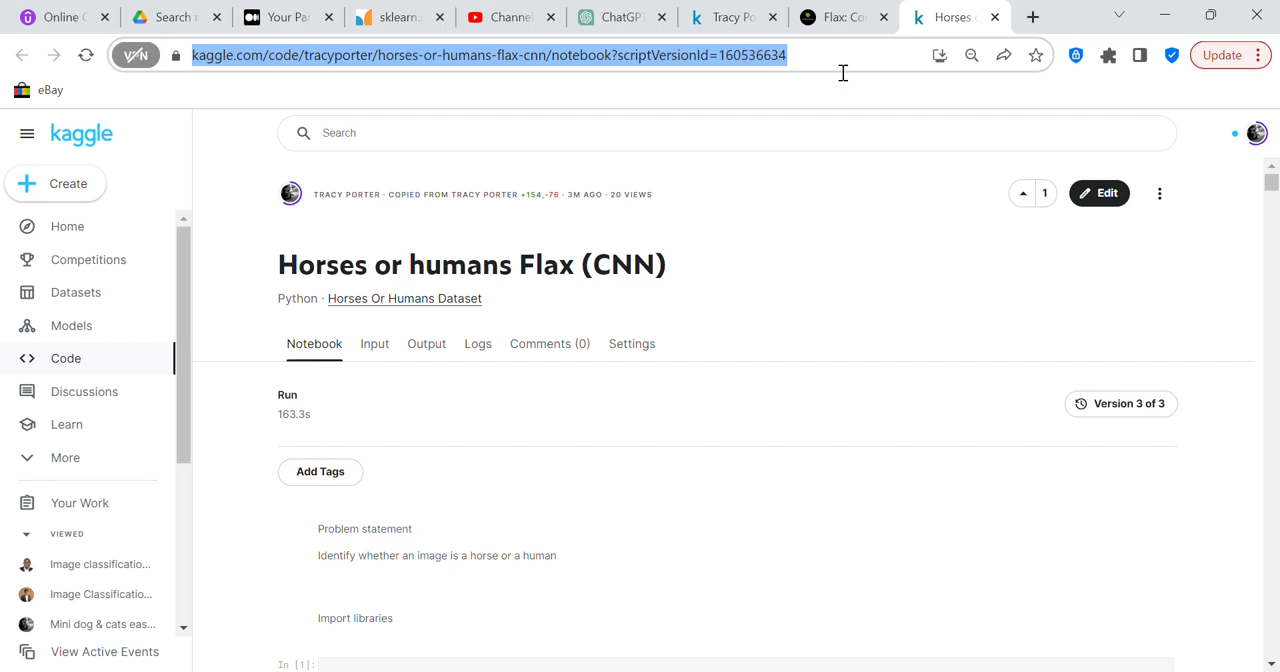 Online C
Search r
Your Par
sklearn.
Channe
ChatGP
Tracy Po
Flax: Co
Horses o
VPN
kaggle.com/code/tracyporter/horses-or-humans-flax-cnn/notebook?scriptVersionId=160536634
Update
eBay
kaggle
Search
Create
TRACY PORTER · COPIED FROM TRACY PORTER +154,-76 · 3M AGO · 20 VIEWS
1
Edit
Home
Competitions
Datasets
Models
Code
Discussions
Learn
More
Your Work
VIEWED
Image classificatio...
Image Classificatio...
Mini dog & cats eas...
View Active Events
Horses or humans Flax (CNN)
Python · Horses Or Humans Dataset
Notebook Input Output Logs Comments (0) Settings
Run
163.3s
Version 3 of 3
Add Tags
Problem statement
Identify whether an image is a horse or a human
Import libraries
In [1]: